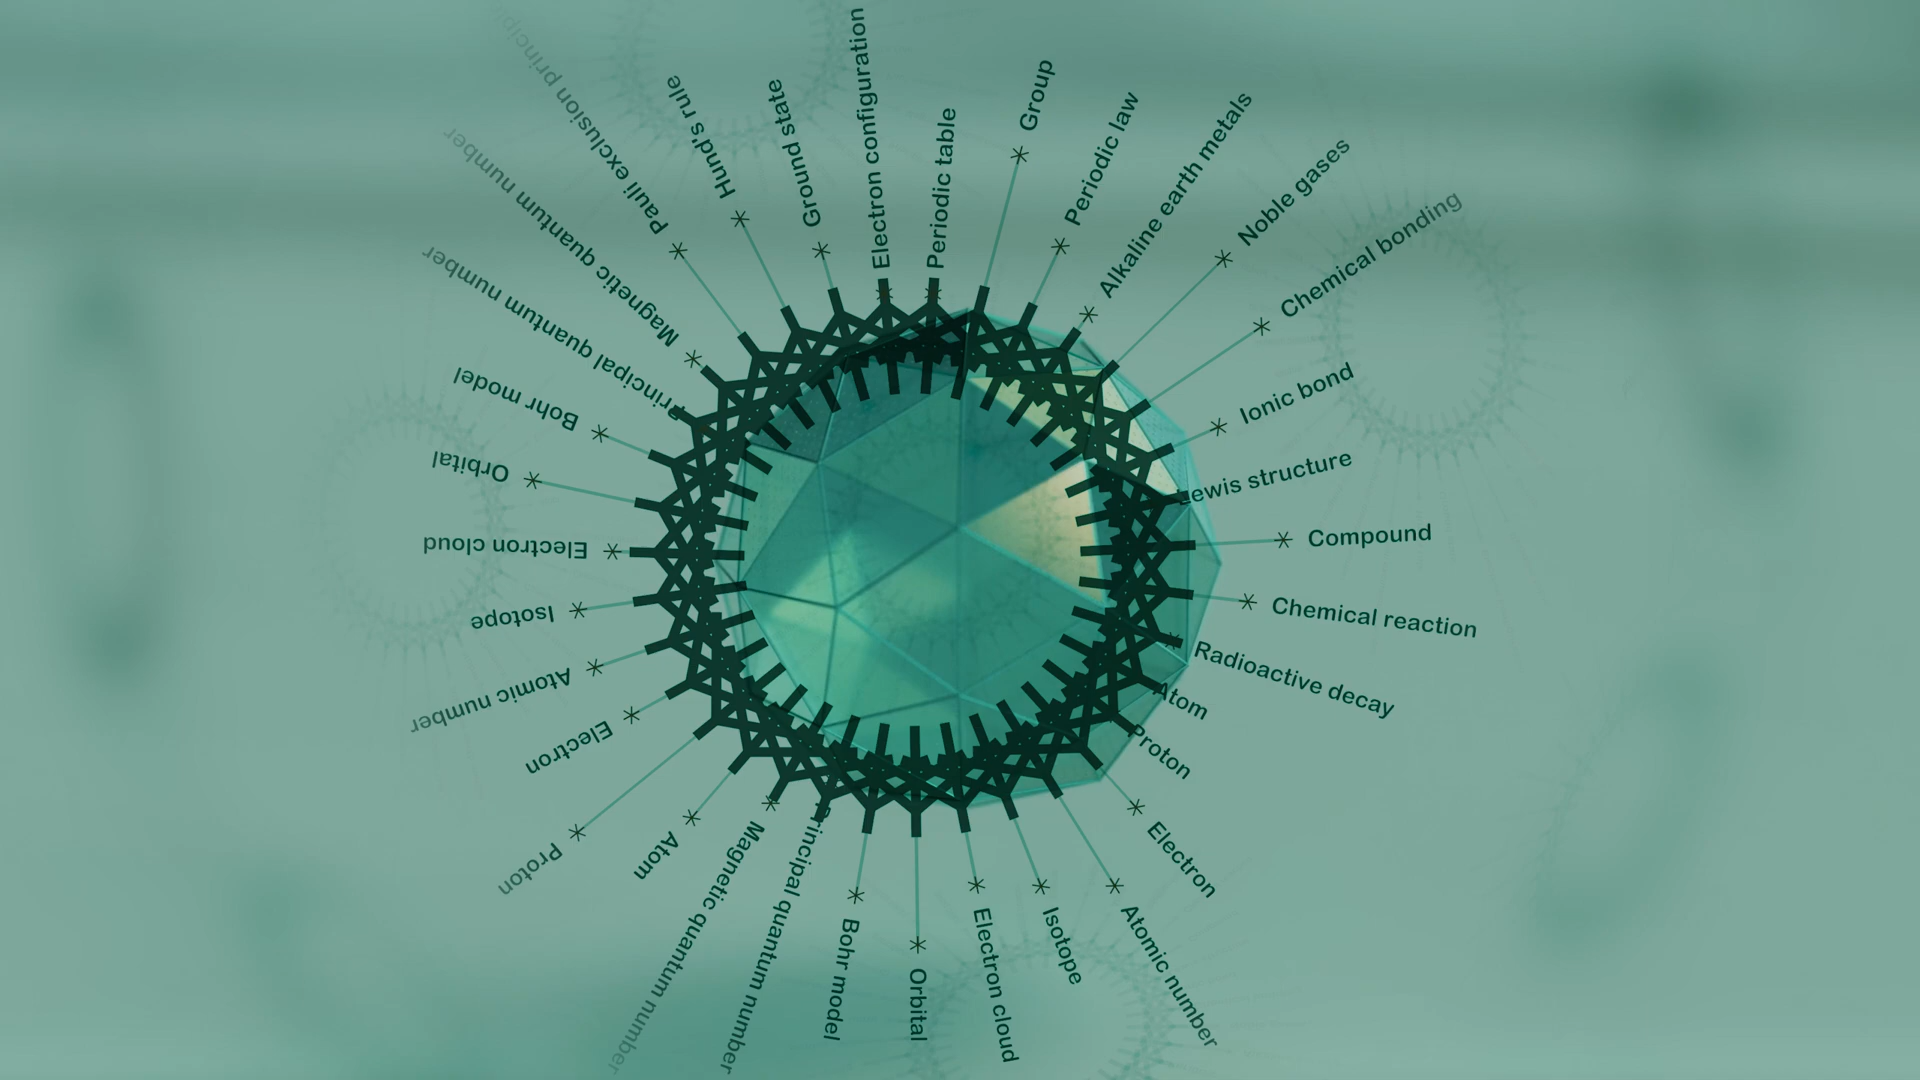 Periodic table
Group
Periodic law
Alkaline earth metals
Noble gases
Chemical bonding
Ionic bond
Lewis structure
Compound
Chemical reaction
Radioactive decay
Atom
Proton
Electron
Atomic number
Isotope
Electron cloud
Orbital
Bohr model
Principal quantum number
Magnetic quantum number
Atom
Proton
Electron
Atomic number
Isotope
Electron cloud
Orbital
Bohr model
Principal quantum number
Magnetic quantum number
Pauli exclusion principle
Hund's rule
Ground state
Electron configuration